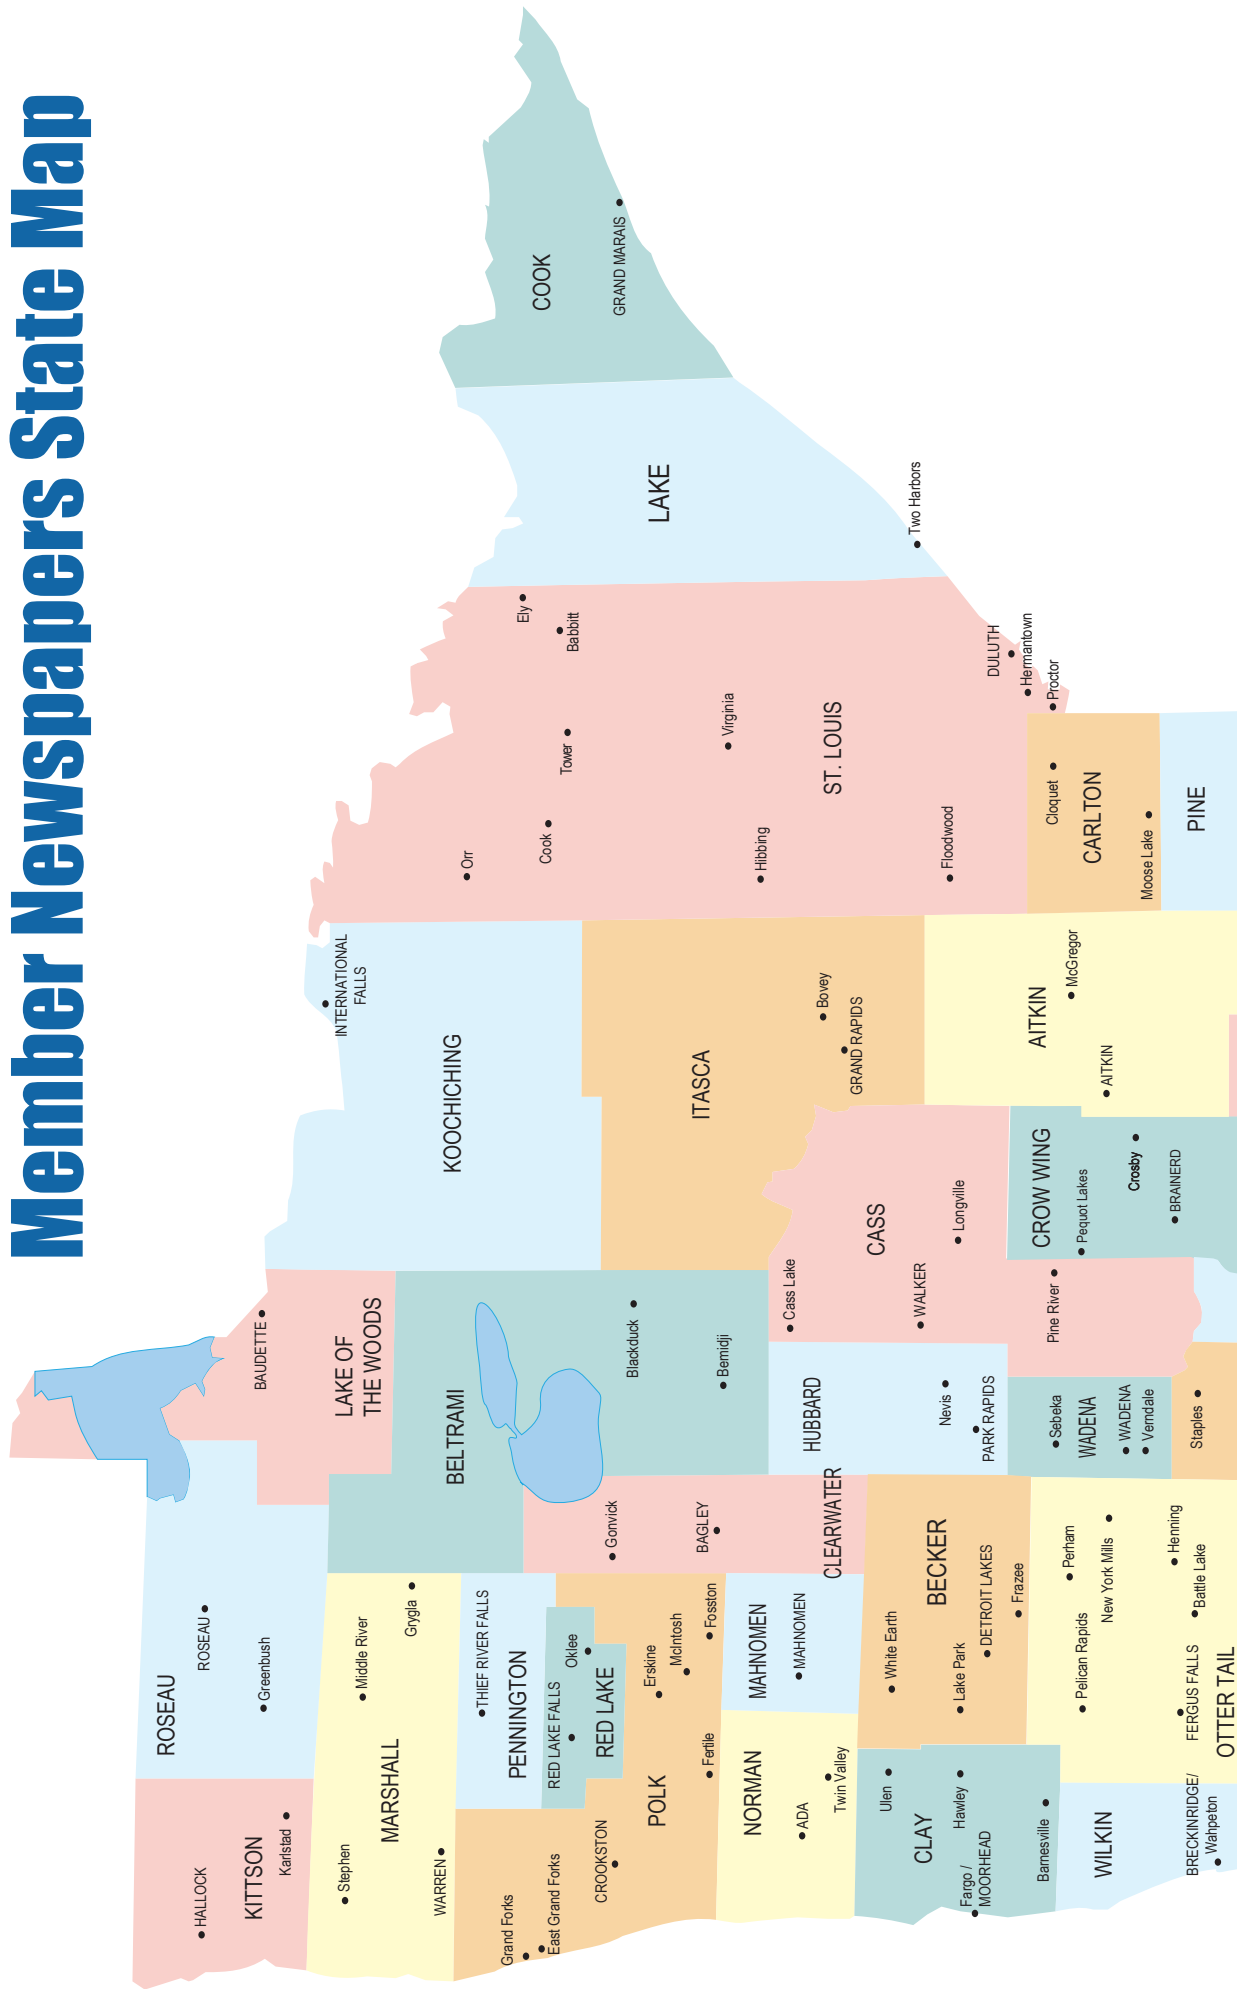 Member Newspapers State Map
HALLOCK
KITTSON
Karlstad
ROSEAU
ROSEAU
Greenbush
BAUDETTE
LAKE OF
THE WOODS
INTERNATIONAL
FALLS
KOOCHICHING
Stephen
MARSHALL
WARREN
Middle River
Grygla
BELTRAMI
Blackduck
Bemidji
THIEF RIVER FALLS
PENNINGTON
RED LAKE FALLS
Oklee
RED LAKE
Grand Forks
East Grand Forks
CROOKSTON
POLK
Erskine
McIntosh
Fosston
Fertile
Gonvick
BAGLEY
CLEARWATER
NORMAN
ADA
Twin Valley
MAHNOMEN
MAHNOMEN
ITASCA
Bovey
GRAND RAPIDS
Orr
Cook
Tower
Ely
Babbitt
Virginia
Hibbing
ST. LOUIS
Floodwood
DULUTH
Hermantown
Proctor
LAKE
Two Harbors
COOK
GRAND MARAIS
Ulen
CLAY
Hawley
Fargo /
MOORHEAD
Barnesville
White Earth
BECKER
Lake Park
DETROIT LAKES
Frazee
HUBBARD
Nevis
PARK RAPIDS
Cass Lake
CASS
WALKER
Longville
Pine River
CROW WING
Pequot Lakes
Crosby
BRAINERD
AITKIN
McGregor
AITKIN
Cloquet
CARLTON
Moose Lake
PINE
Sebeka
WADENA
WADENA
Verndale
Staples
WILKIN
BRECKINRIDGE/
Wahpeton
Perham
Pelican Rapids
New York Mills
Henning
Battle Lake
FERGUS FALLS
OTTER TAIL